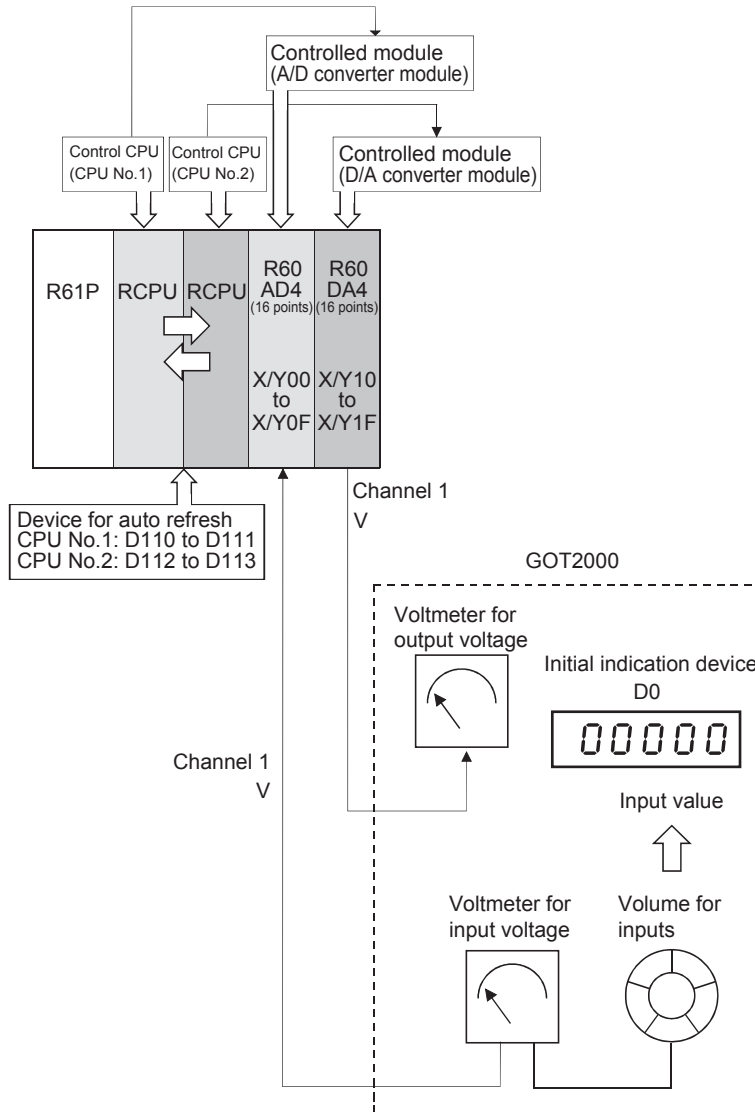 Controlled module
(A/D converter module)
Control CPU
(CPU No.1)
Control CPU
(CPU No.2)
Controlled module
(D/A converter module)
R61P
RCPU
RCPU
R60
AD4
(16 points)
X/Y00
to
X/Y0F
R60
DA4
(16 points)
X/Y10
to
X/Y1F
Device for auto refresh
CPU No.1: D110 to D111
CPU No.2: D112 to D113
Channel 1
V
GOT2000
Voltmeter for
output voltage
Initial indication device
D0
00000
Channel 1
V
Input value
Voltmeter for
input voltage
Volume for
inputs